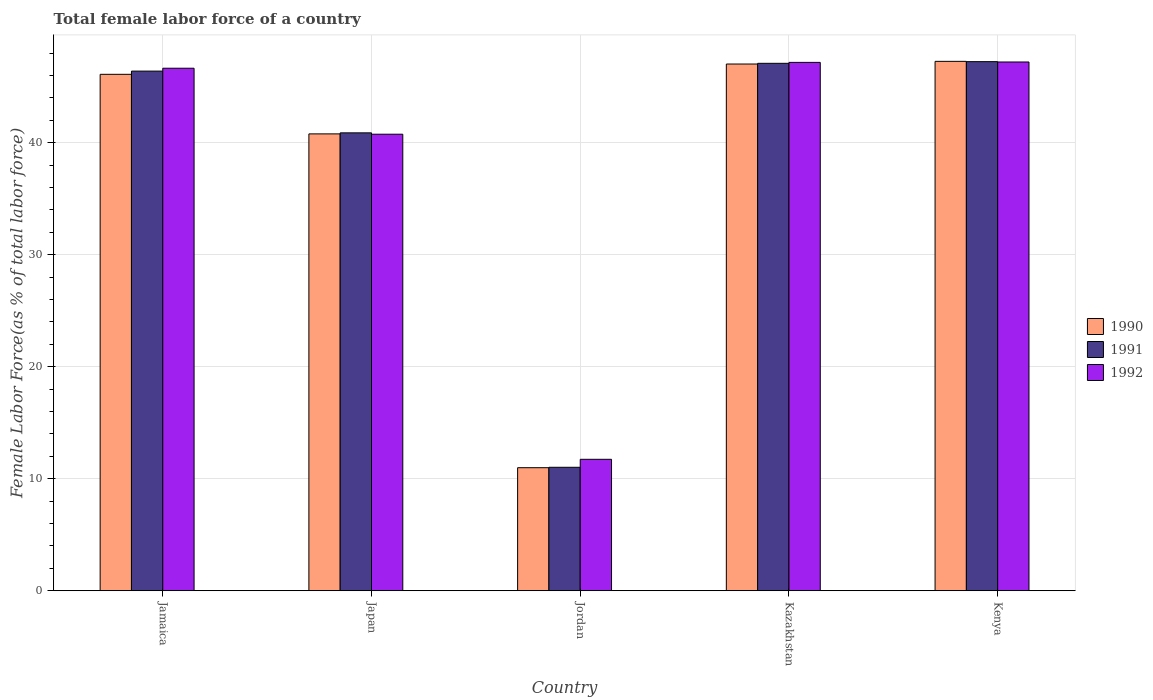 Total female labor force of a country
Female Labor Force(as % of total labor force)
40
30
20
10
0
Jamaica
Japan
Jordan
Kazakhstan
Kenya
Country
1990
1991
1992